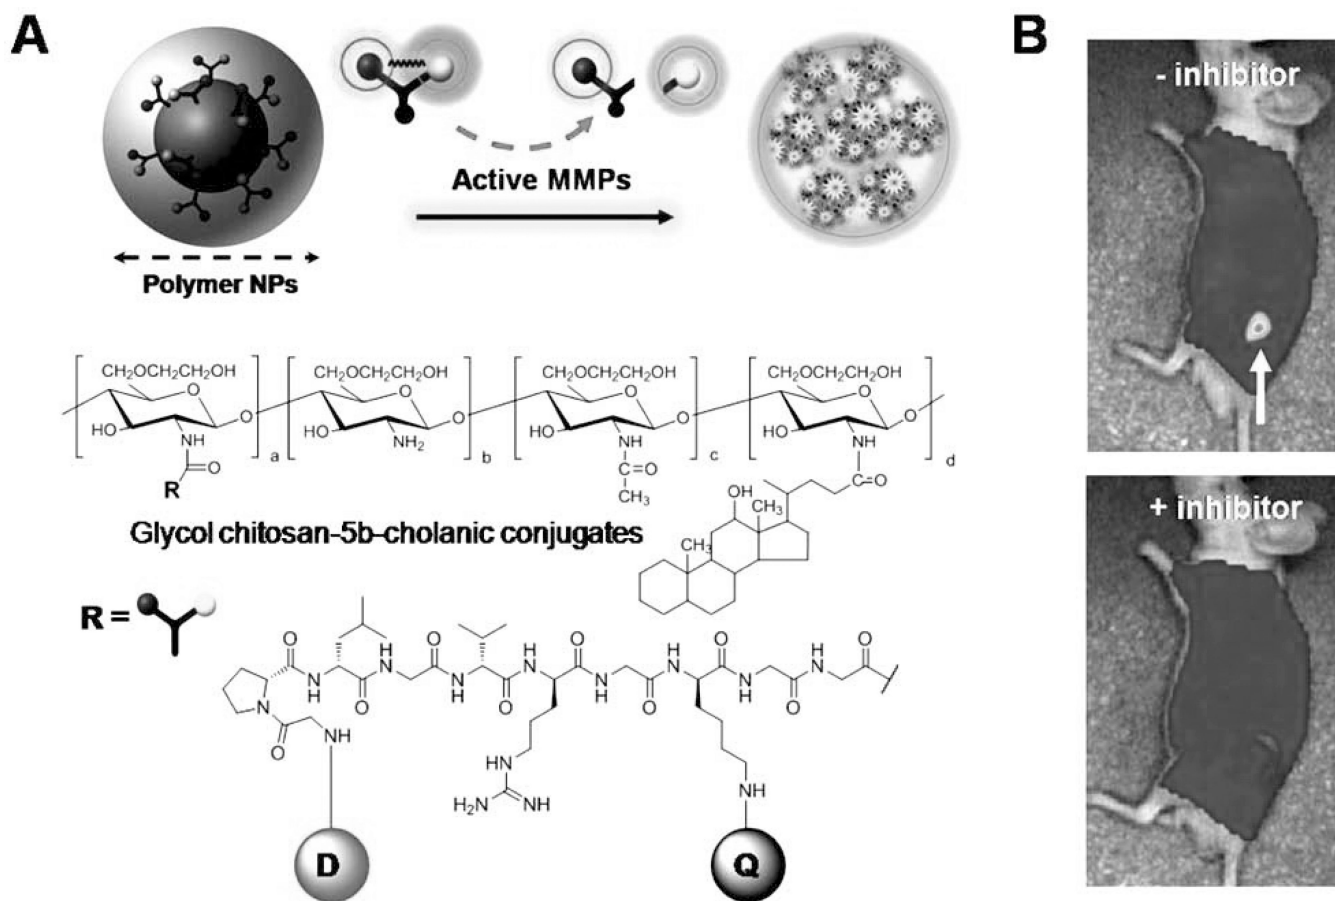 A
B
- inhibitor
Active MMPs
Polymer NPs
CH₂OCH₂CH₂OH
O
O
HO
NH
O
R
a
CH₂OCH₂CH₂OH
O
O
HO
NH₂
b
CH₂OCH₂CH₂OH
O
O
HO
NH
O
CH₃
c
CH₂OCH₂CH₂OH
O
O
HO
NH
O
d
OH
CH₃
CH₃
Glycol chitosan-5b-cholanic conjugates
+ inhibitor
R =
O
H
N
O
H
N
O
H
N
O
H
N
O
H
N
O
H
N
O
H
N
O
H
N
O
N
O
NH
HN
H₂N
NH
NH
D
Q